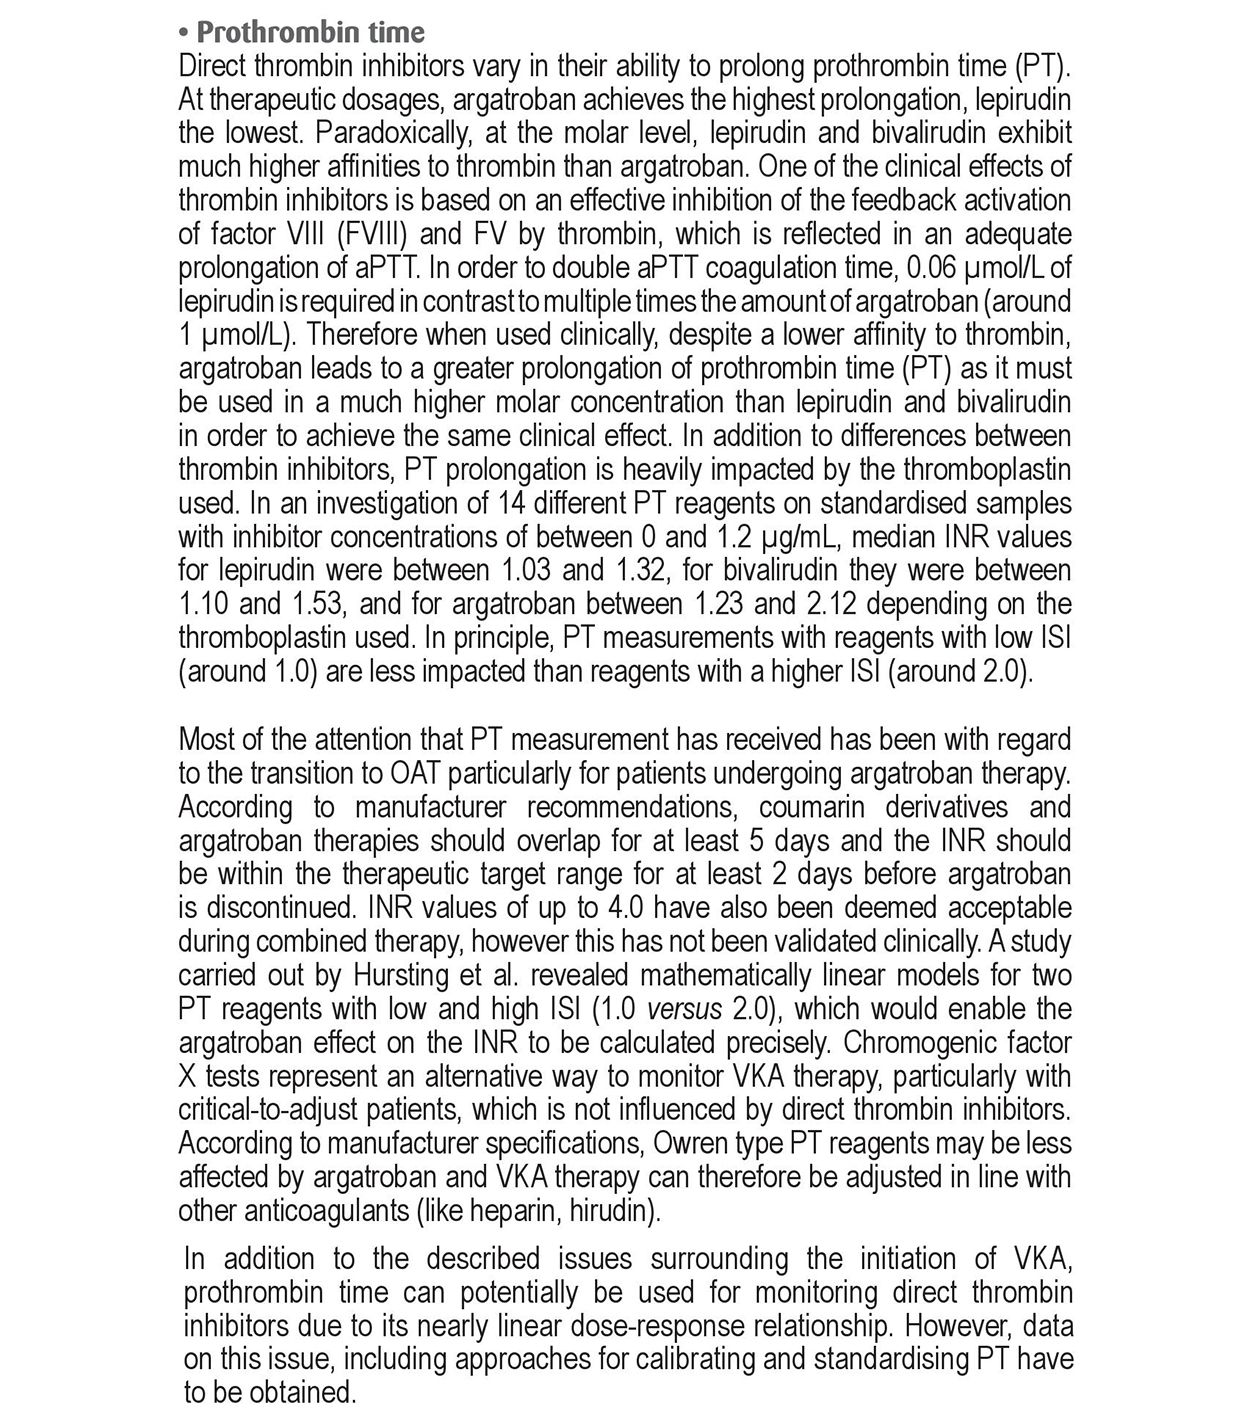 • Prothrombin time
Direct thrombin inhibitors vary in their ability to prolong prothrombin time (PT).
At therapeutic dosages, argatroban achieves the highest prolongation, lepirudin
the lowest. Paradoxically, at the molar level, lepirudin and bivalirudin exhibit
much higher affinities to thrombin than argatroban. One of the clinical effects of
thrombin inhibitors is based on an effective inhibition of the feedback activation
of factor VIII (FVIII) and FV by thrombin, which is reflected in an adequate
prolongation of aPTT. In order to double aPTT coagulation time, 0.06 µmol/L of
lepirudin is required in contrast to multiple times the amount of argatroban (around
1 µmol/L). Therefore when used clinically, despite a lower affinity to thrombin,
argatroban leads to a greater prolongation of prothrombin time (PT) as it must
be used in a much higher molar concentration than lepirudin and bivalirudin
in order to achieve the same clinical effect. In addition to differences between
thrombin inhibitors, PT prolongation is heavily impacted by the thromboplastin
used. In an investigation of 14 different PT reagents on standardised samples
with inhibitor concentrations of between 0 and 1.2 µg/mL, median INR values
for lepirudin were between 1.03 and 1.32, for bivalirudin they were between
1.10 and 1.53, and for argatroban between 1.23 and 2.12 depending on the
thromboplastin used. In principle, PT measurements with reagents with low ISI
(around 1.0) are less impacted than reagents with a higher ISI (around 2.0).
Most of the attention that PT measurement has received has been with regard
to the transition to OAT particularly for patients undergoing argatroban therapy.
According to manufacturer recommendations, coumarin derivatives and
argatroban therapies should overlap for at least 5 days and the INR should
be within the therapeutic target range for at least 2 days before argatroban
is discontinued. INR values of up to 4.0 have also been deemed acceptable
during combined therapy, however this has not been validated clinically. A study
carried out by Hursting et al. revealed mathematically linear models for two
PT reagents with low and high ISI (1.0 versus 2.0), which would enable the
argatroban effect on the INR to be calculated precisely. Chromogenic factor
X tests represent an alternative way to monitor VKA therapy, particularly with
critical-to-adjust patients, which is not influenced by direct thrombin inhibitors.
According to manufacturer specifications, Owren type PT reagents may be less
affected by argatroban and VKA therapy can therefore be adjusted in line with
other anticoagulants (like heparin, hirudin).
In addition to the described issues surrounding the initiation of VKA,
prothrombin time can potentially be used for monitoring direct thrombin
inhibitors due to its nearly linear dose-response relationship. However, data
on this issue, including approaches for calibrating and standardising PT have
to be obtained.